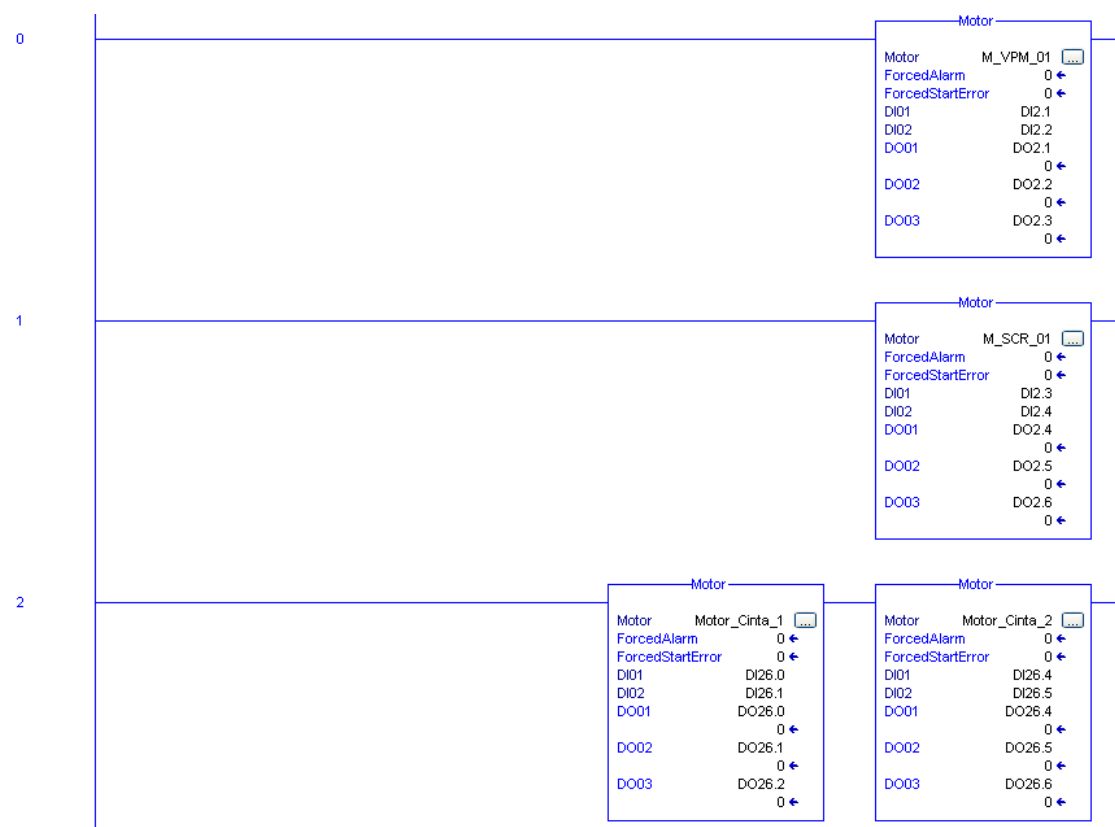 0
Motor
Motor M_VPM_01 ...
ForcedAlarm 0
ForcedStartError 0
DI01 DI2.1
DI02 DI2.2
DO01 DO2.1
0
DO02 DO2.2
0
DO03 DO2.3
0
1
Motor
Motor M_SCR_01 ...
ForcedAlarm 0
ForcedStartError 0
DI01 DI2.3
DI02 DI2.4
DO01 DO2.4
0
DO02 DO2.5
0
DO03 DO2.6
0
2
Motor
Motor Motor_Cinta_1 ...
ForcedAlarm 0
ForcedStartError 0
DI01 DI26.0
DI02 DI26.1
DO01 DO26.0
0
DO02 DO26.1
0
DO03 DO26.2
0
Motor
Motor Motor_Cinta_2 ...
ForcedAlarm 0
ForcedStartError 0
DI01 DI26.4
DI02 DI26.5
DO01 DO26.4
0
DO02 DO26.5
0
DO03 DO26.6
0